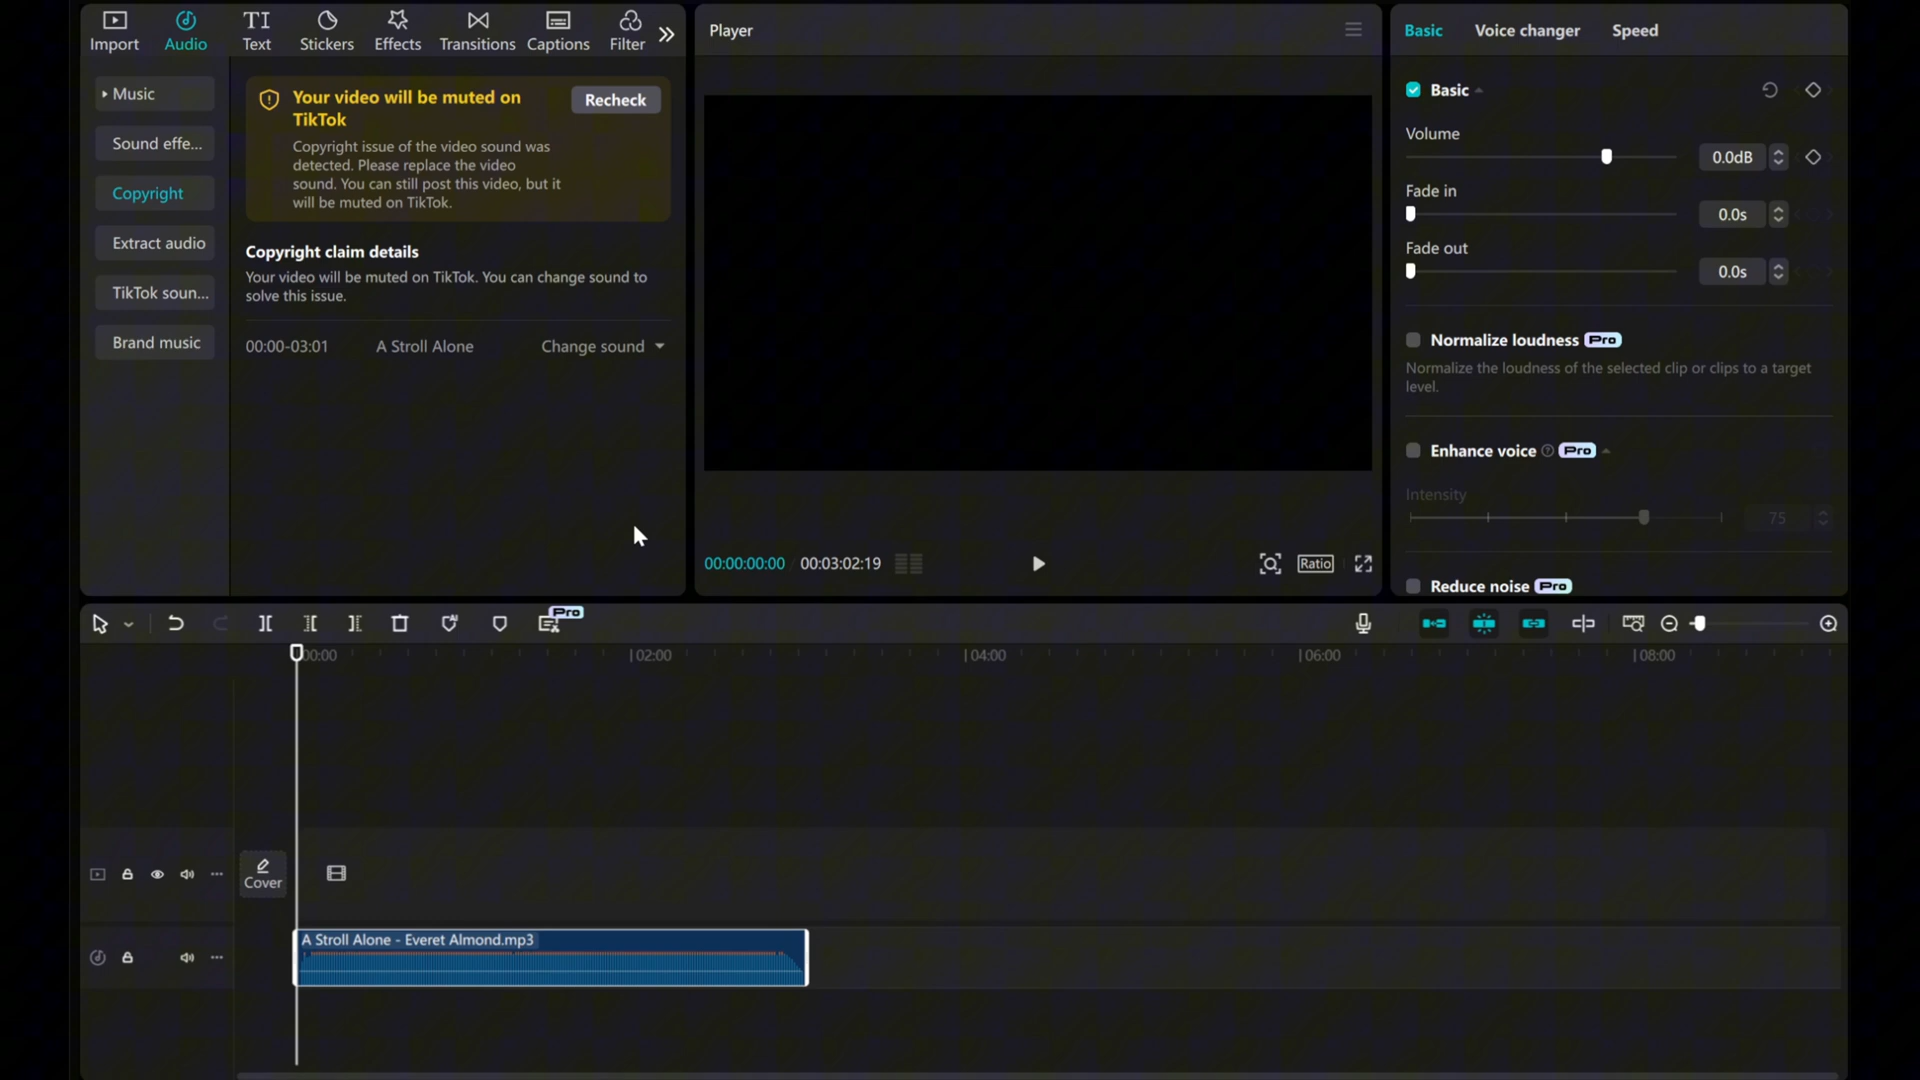 Import
Audio
TI
Text
Stickers
Effects
Transitions
Captions
Filter
Music
Sound effe...
Copyright
Extract audio
TikTok soun...
Brand music
Your video will be muted on
TikTok
Recheck
Copyright issue of the video sound was
detected. Please replace the video
sound. You can still post this video, but it
will be muted on TikTok.
Copyright claim details
Your video will be muted on TikTok. You can change sound to
solve this issue.
00:00-03:01 A Stroll Alone Change sound
Player
00:00:00:00 00:03:02:19
Ratio
Basic Voice changer Speed
Basic
Volume
0.0dB
Fade in
0.0s
Fade out
0.0s
Normalize loudness Pro
Normalize the loudness of the selected clip or clips to a target
level.
Enhance voice Pro
Intensity
75
Reduce noise Pro
Pro
00:00 02:00 04:00 06:00 08:00
Cover
A Stroll Alone - Everet Almond.mp3